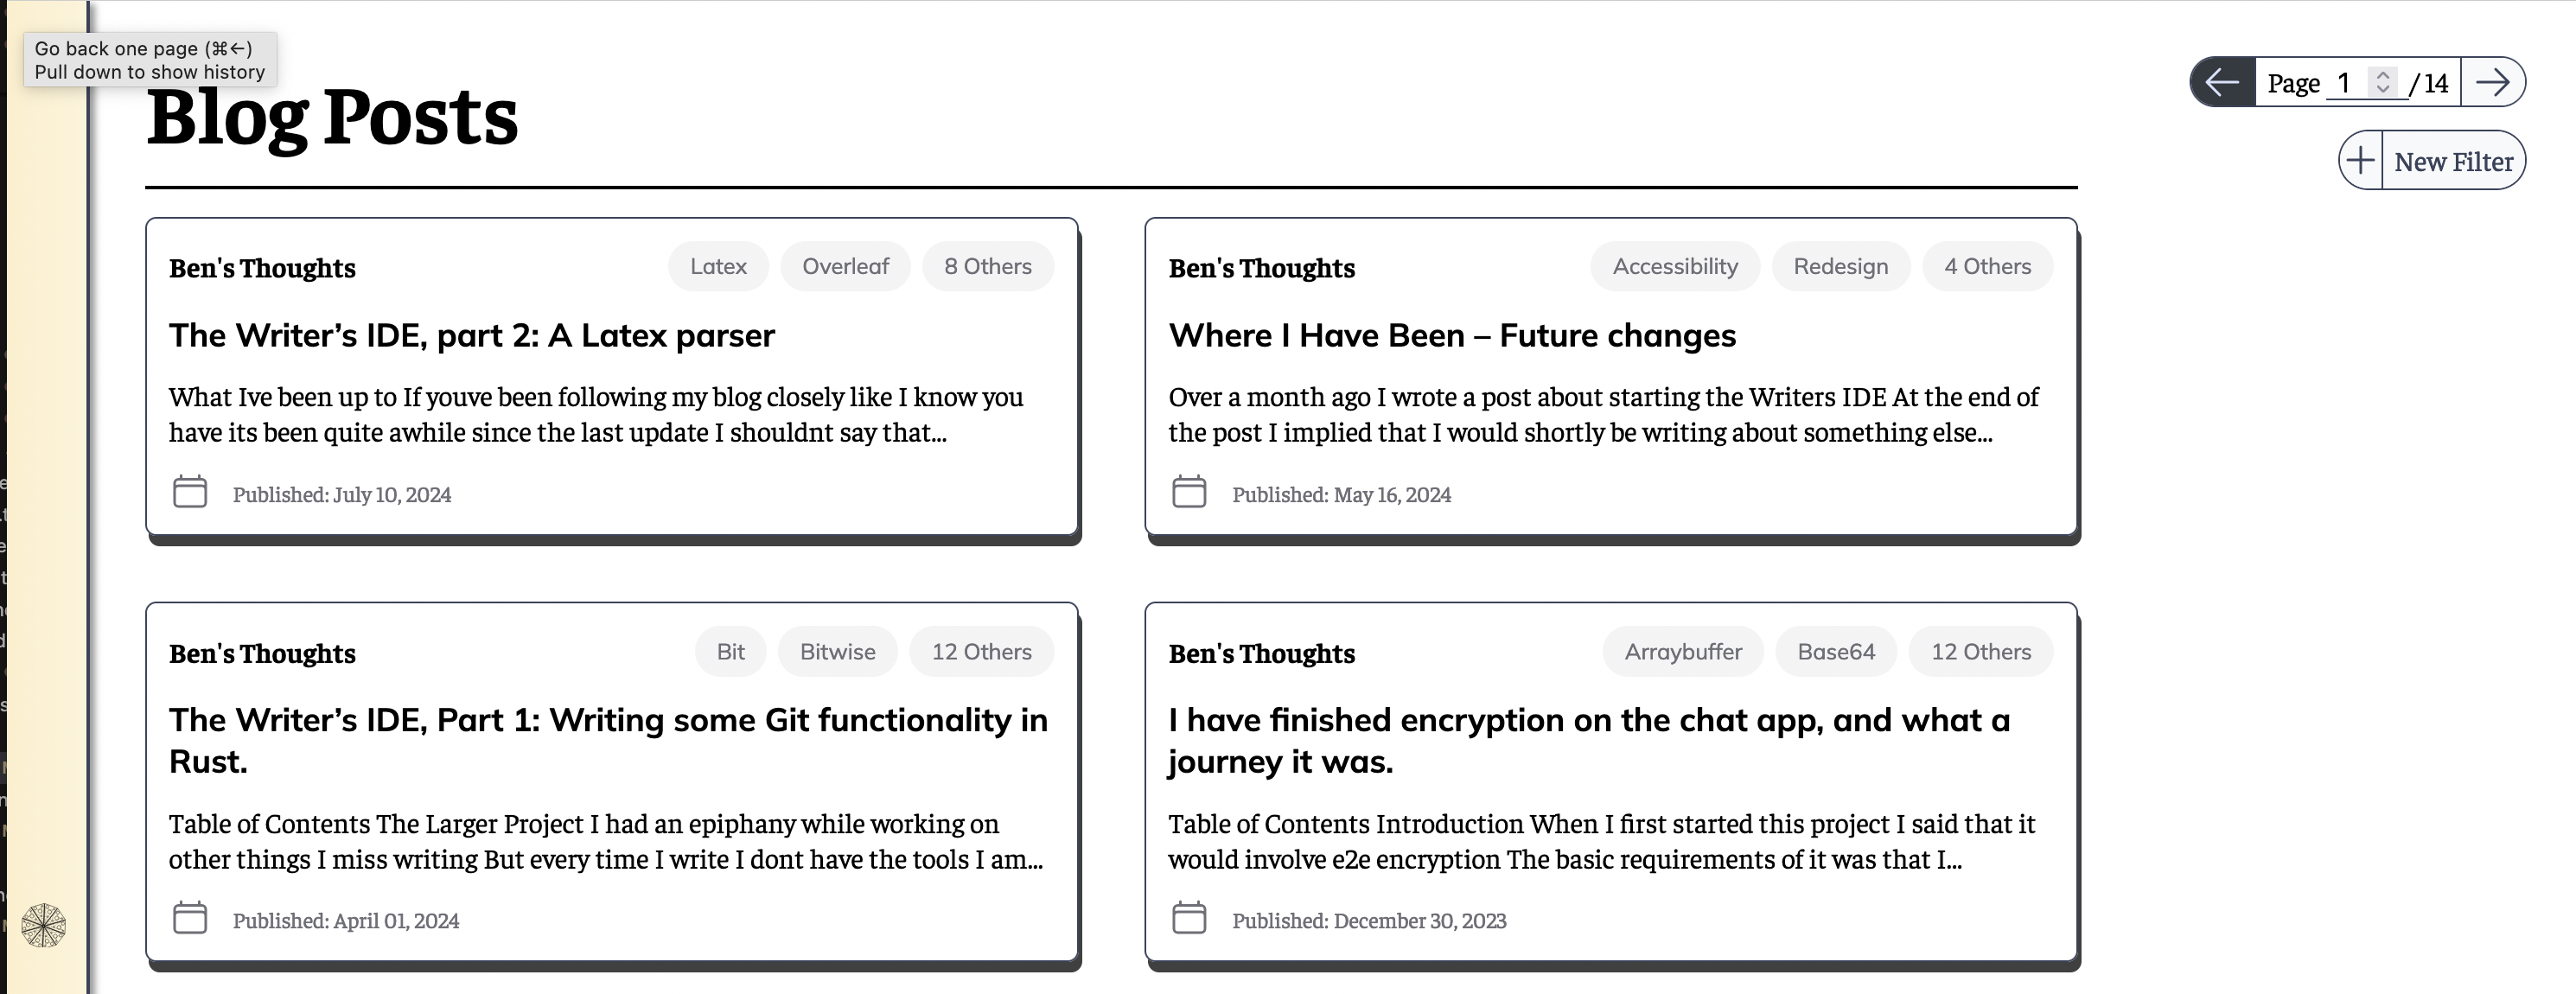 Go back one page (⌘←)
Pull down to show history
Blog Posts
Page 1 / 14
New Filter
Ben's Thoughts
Latex
Overleaf
8 Others
The Writer’s IDE, part 2: A Latex parser
What Ive been up to If youve been following my blog closely like I know you
have its been quite awhile since the last update I shouldnt say that...
Published: July 10, 2024
Ben's Thoughts
Accessibility
Redesign
4 Others
Where I Have Been – Future changes
Over a month ago I wrote a post about starting the Writers IDE At the end of
the post I implied that I would shortly be writing about something else...
Published: May 16, 2024
Ben's Thoughts
Bit
Bitwise
12 Others
The Writer’s IDE, Part 1: Writing some Git functionality in
Rust.
Table of Contents The Larger Project I had an epiphany while working on
other things I miss writing But every time I write I dont have the tools I am...
Published: April 01, 2024
Ben's Thoughts
Arraybuffer
Base64
12 Others
I have finished encryption on the chat app, and what a
journey it was.
Table of Contents Introduction When I first started this project I said that it
would involve e2e encryption The basic requirements of it was that I...
Published: December 30, 2023